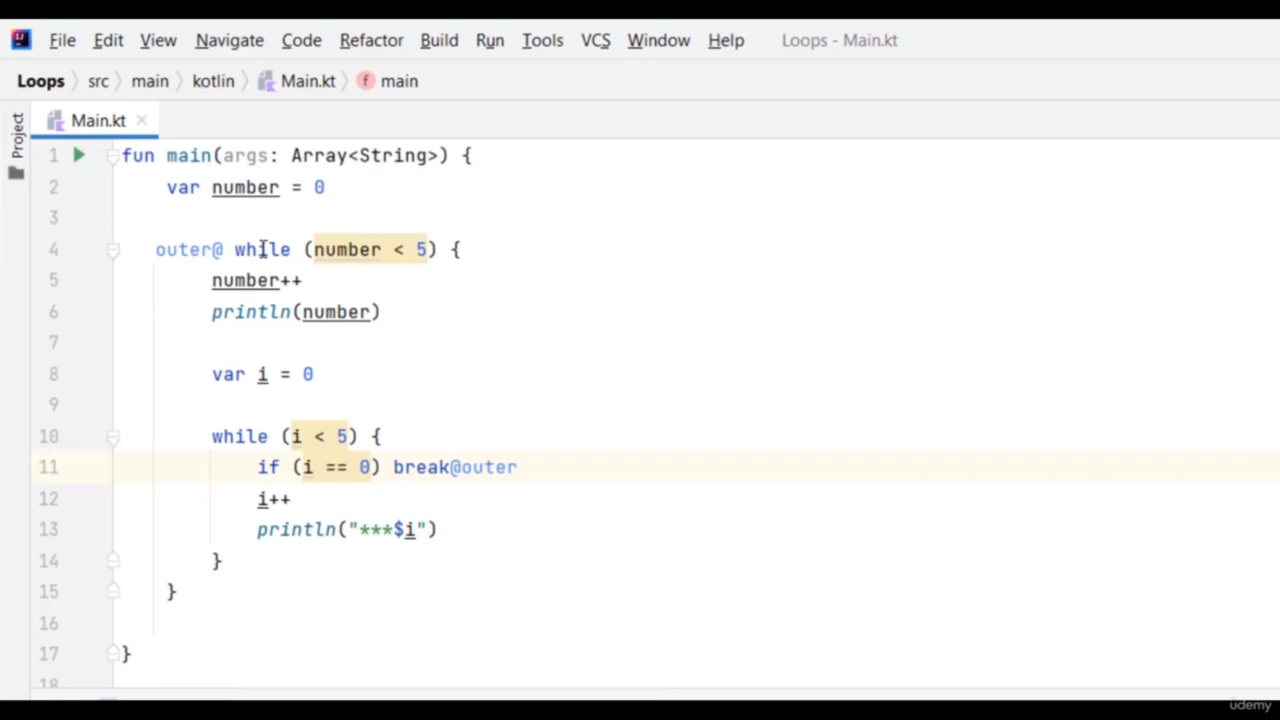 File Edit View Navigate Code Refactor Build Run Tools VCS Window Help Loops - Main.kt
Loops src main kotlin Main.kt f main
Project
Main.kt
1 fun main(args: Array<String>) {
2 var number = 0
3
4 outer@ while (number < 5) {
5 number++
6 println(number)
7
8 var i = 0
9
10 while (i < 5) {
11 if (i == 0) break@outer
12 i++
13 println("***$i")
14 }
15 }
16
17 }
18
udemy